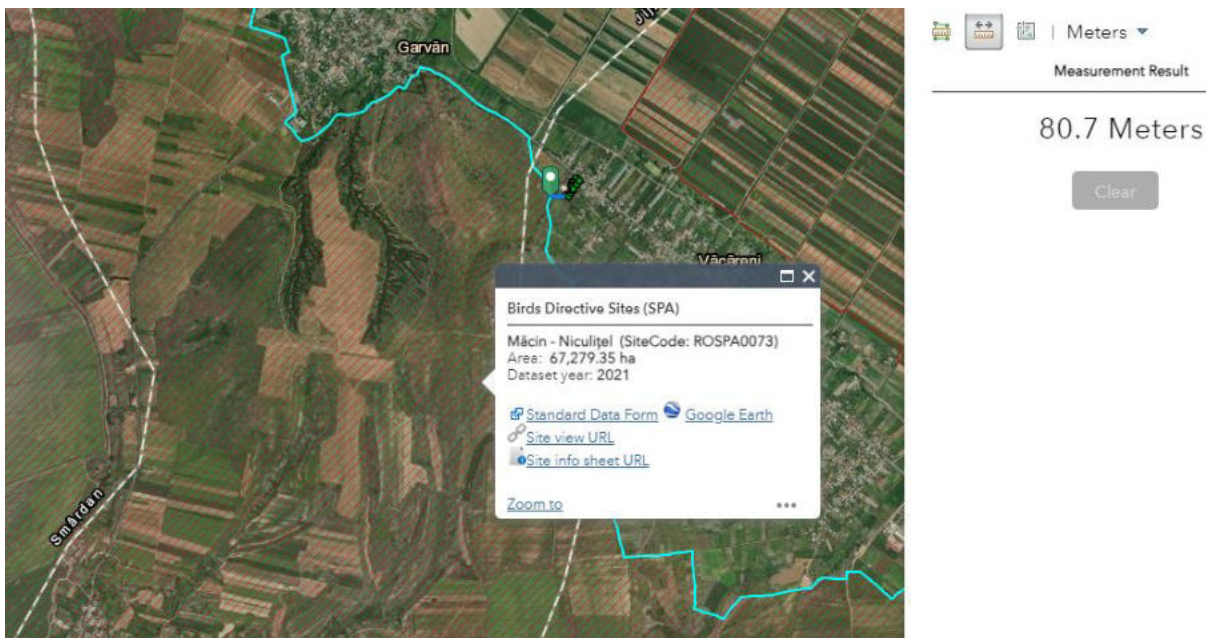 Garvăn
Jij
Meters
Measurement Result
80.7 Meters
Clear
Văcăreni
Birds Directive Sites (SPA)
Măcin - Niculițel (SiteCode: ROSPA0073)
Area: 67,279.35 ha
Dataset year: 2021
Standard Data Form Google Earth
Site view URL
Site info sheet URL
Zoom to
Smârdan